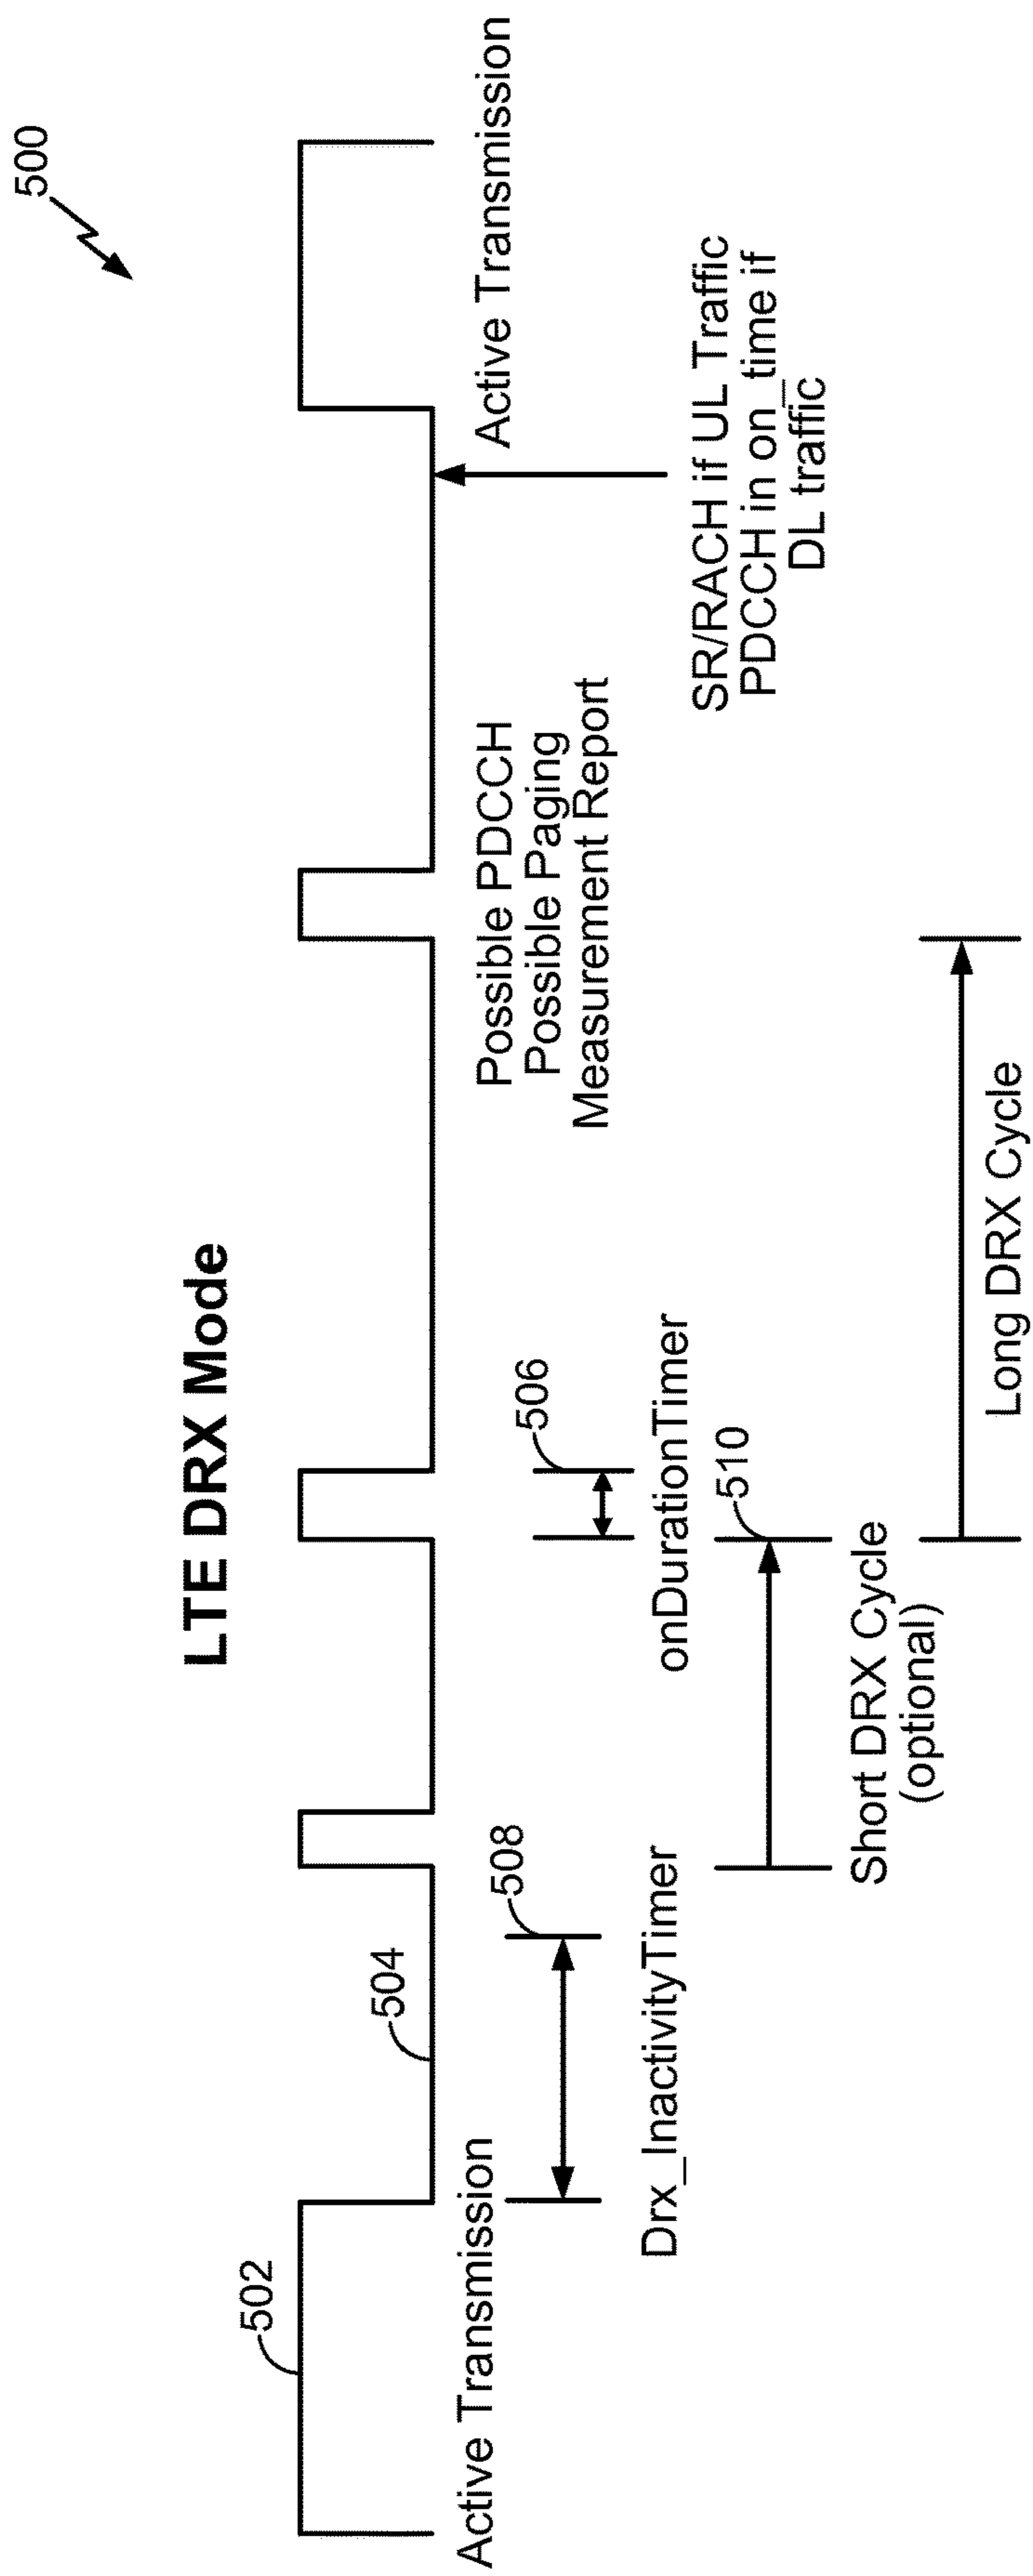 500
LTE DRX Mode
502
504
Active Transmission
508
Drx_InactivityTimer
506
onDurationTimer
510
Short DRX Cycle
(optional)
Long DRX Cycle
Possible PDCCH
Possible Paging
Measurement Report
Active Transmission
SR/RACH if UL Traffic
PDCCH in on_time if
DL traffic